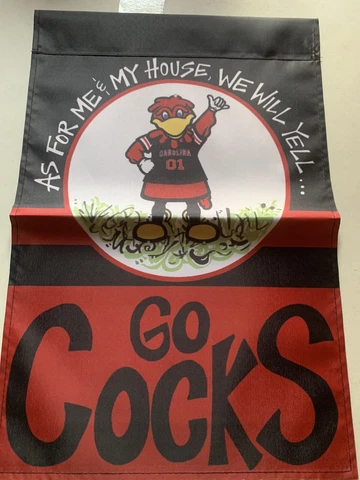 AS FOR ME & MY HOUSE, WE WILL YELL...
CAROLINA
01
GO
COCKS